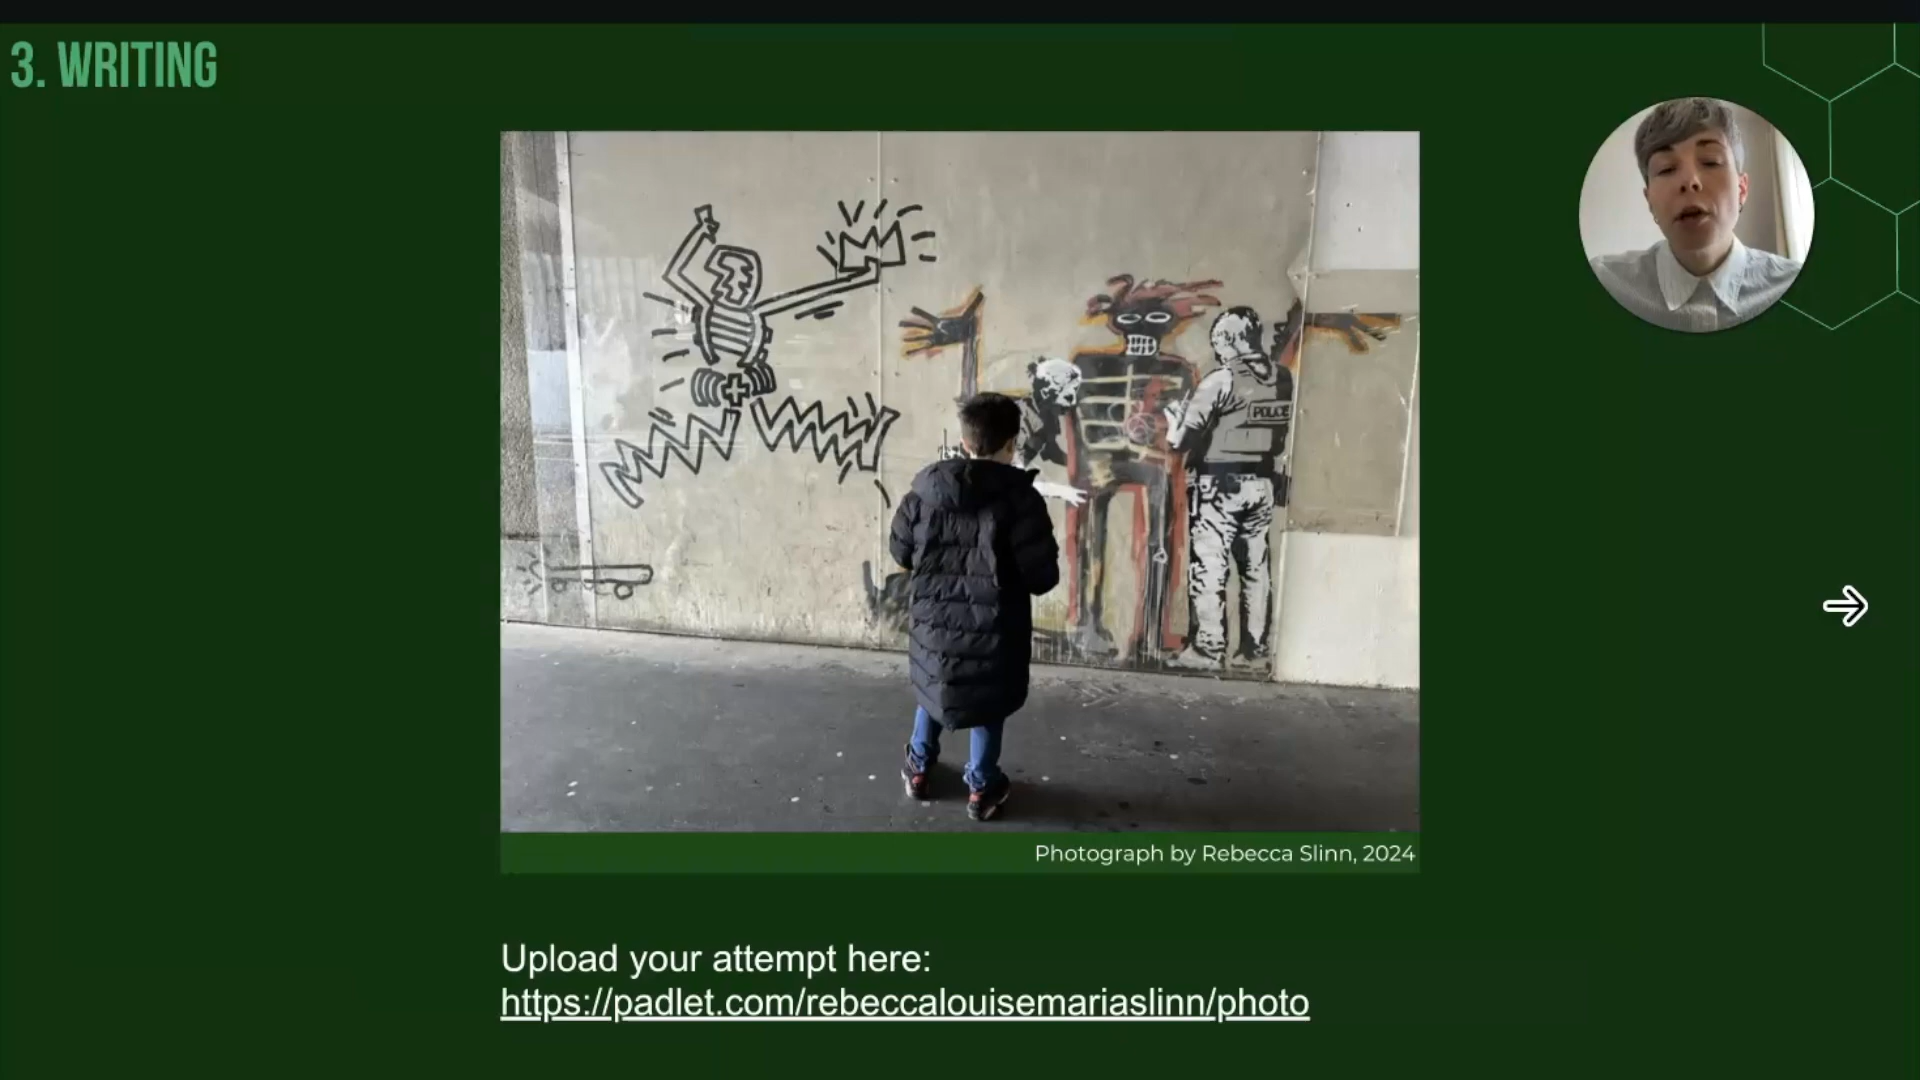 3. WRITING
POLICE
Photograph by Rebecca Slinn, 2024
Upload your attempt here:
https://padlet.com/rebeccalouisemariaslinn/photo